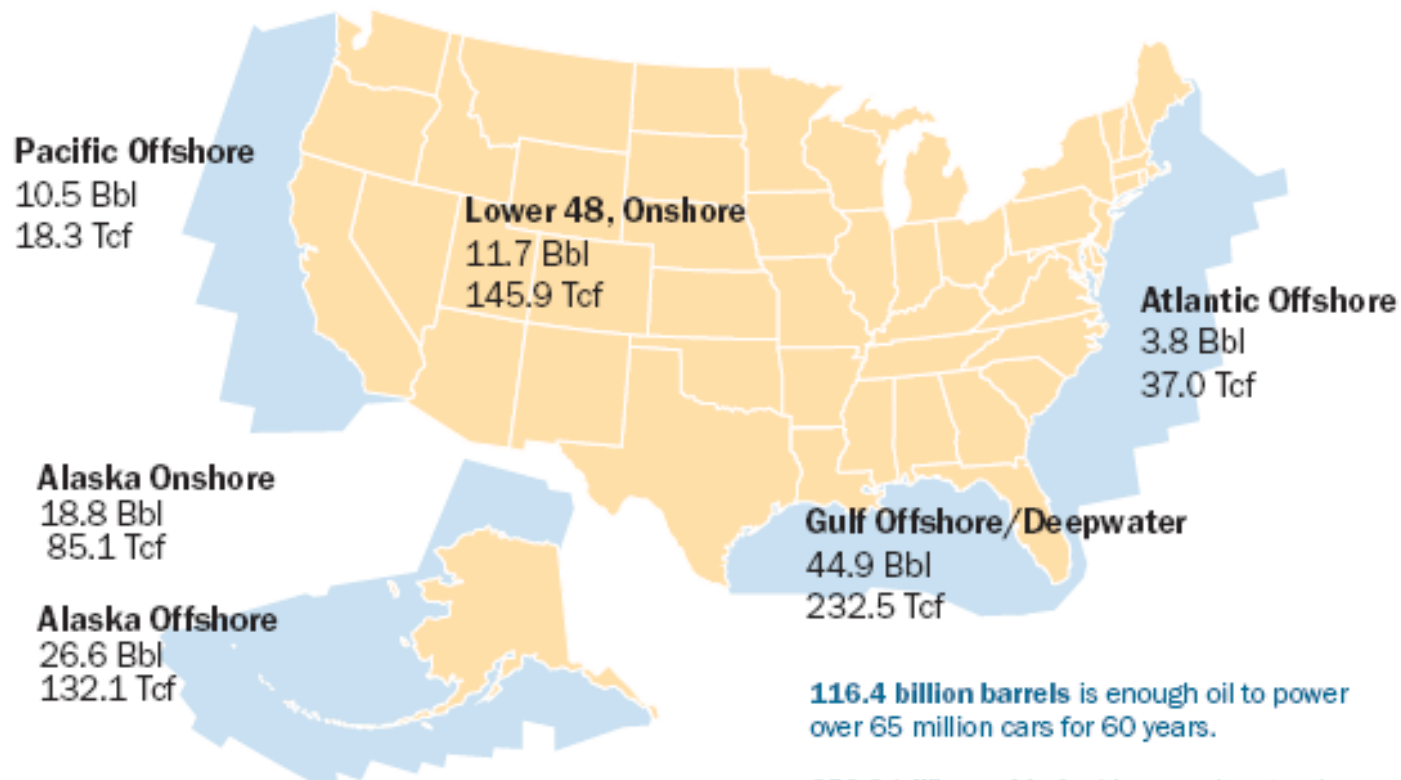 Pacific Offshore
10.5 Bbl
18.3 Tcf
Lower 48, Onshore
11.7 Bbl
145.9 Tcf
Atlantic Offshore
3.8 Bbl
37.0 Tcf
Alaska Onshore
18.8 Bbl
85.1 Tcf
Gulf Offshore/Deepwater
44.9 Bbl
232.5 Tcf
Alaska Offshore
26.6 Bbl
132.1 Tcf
116.4 billion barrels is enough oil to power
over 65 million cars for 60 years.